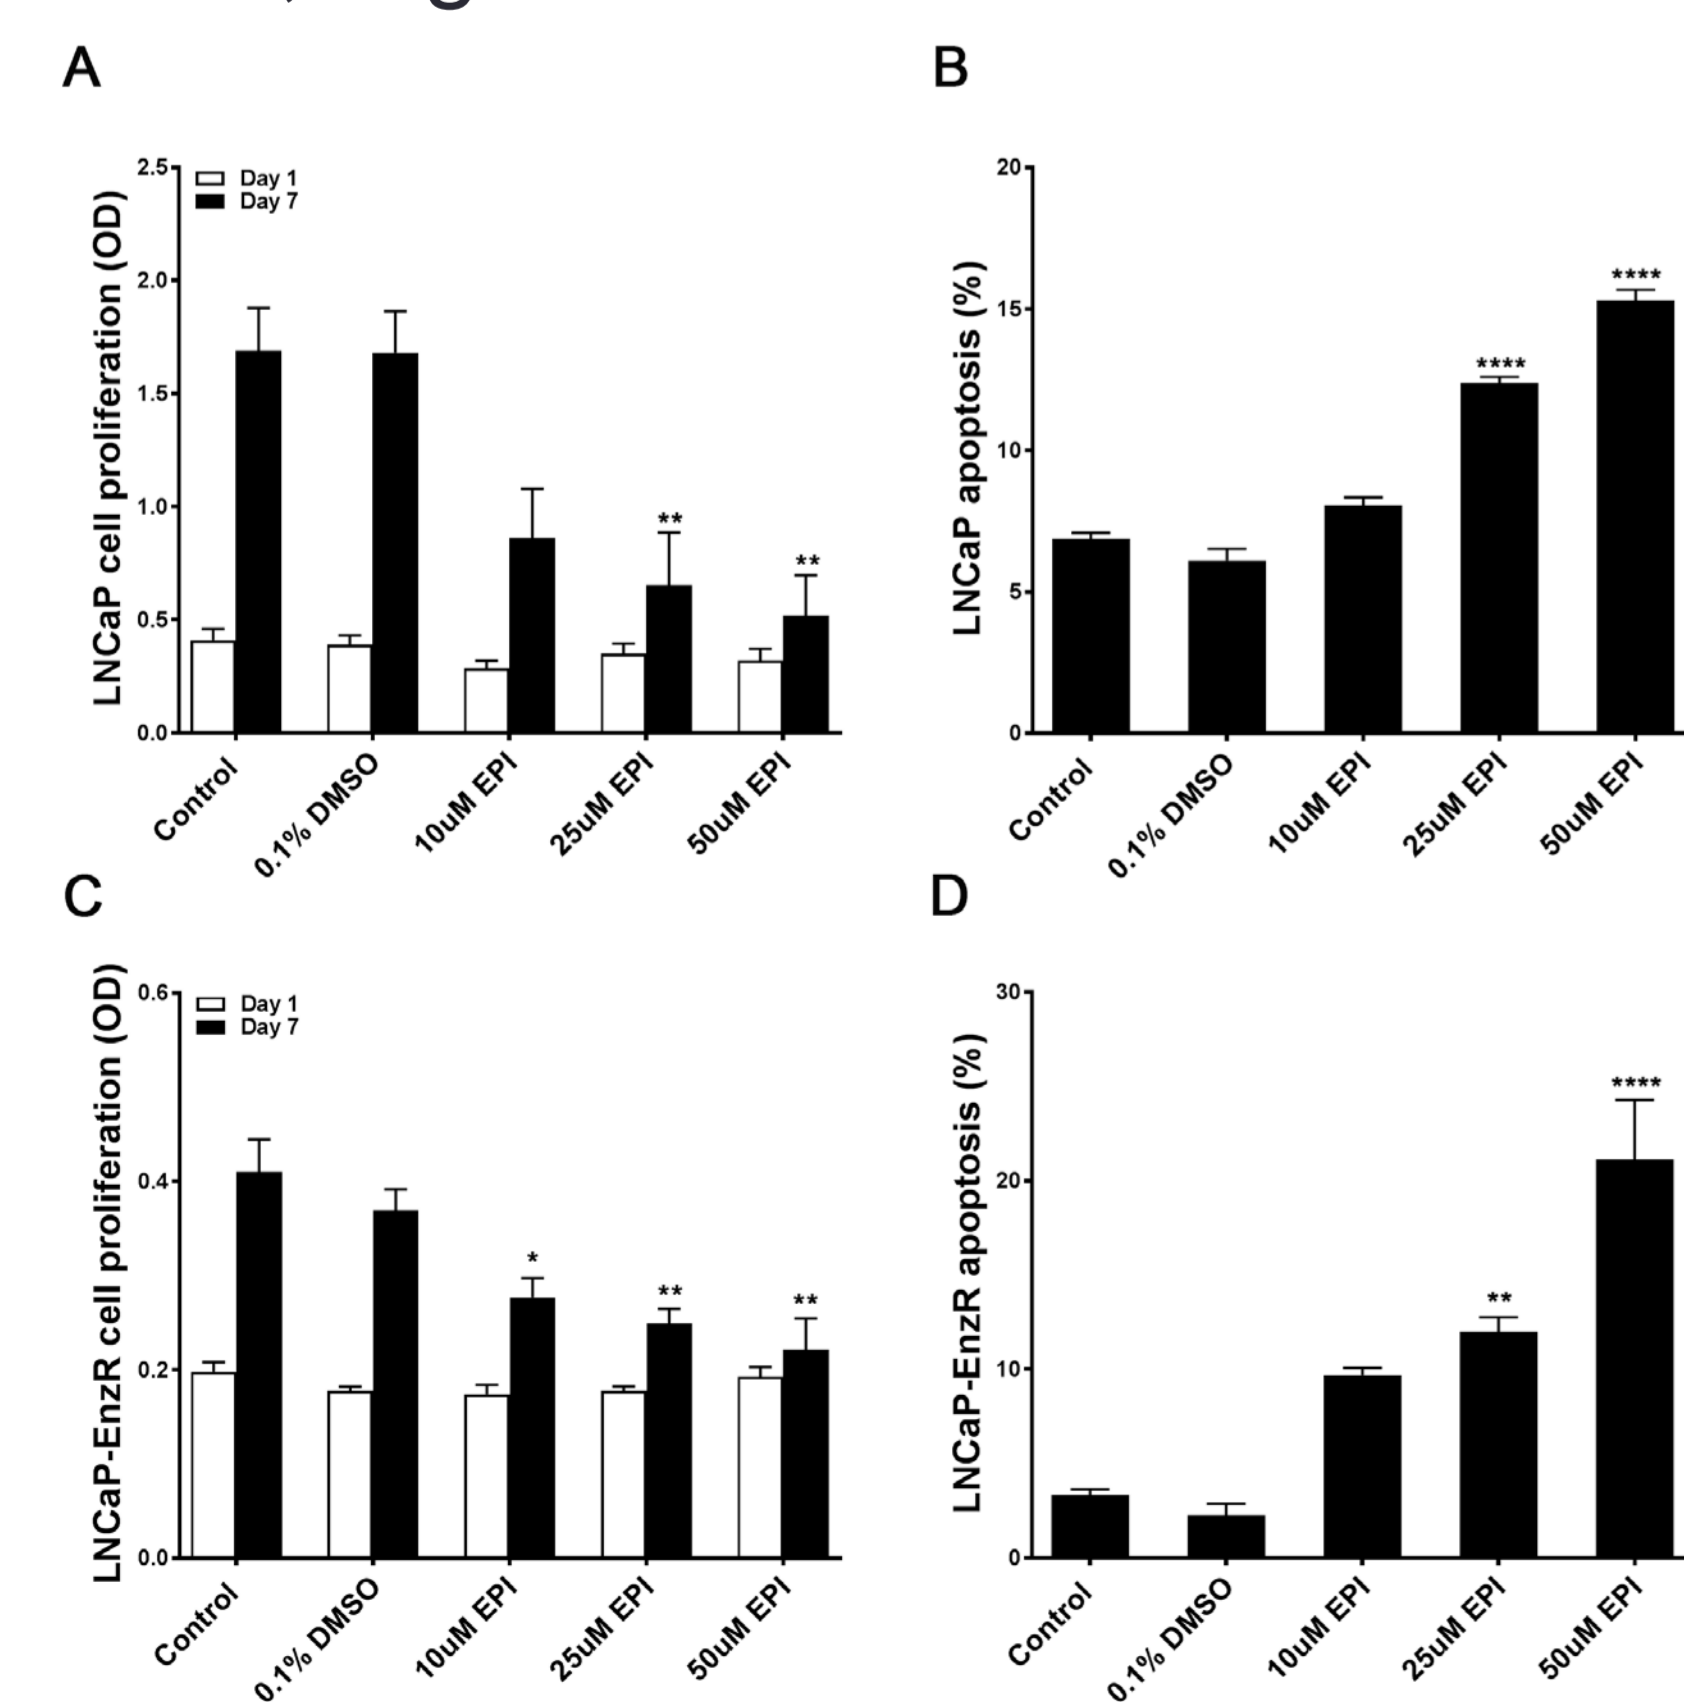 A
LNCaP cell proliferation (OD)
2.5
2.0
1.5
1.0
0.5
0.0
Day 1
Day 7
**
**
Control
0.1% DMSO
10uM EPI
25uM EPI
50uM EPI
B
LNCaP apoptosis (%)
20
15
10
5
0
****
****
Control
0.1% DMSO
10uM EPI
25uM EPI
50uM EPI
C
LNCaP-EnzR cell proliferation (OD)
0.6
0.4
0.2
0.0
Day 1
Day 7
*
**
**
Control
0.1% DMSO
10uM EPI
25uM EPI
50uM EPI
D
LNCaP-EnzR apoptosis (%)
30
20
10
0
**
****
Control
0.1% DMSO
10uM EPI
25uM EPI
50uM EPI